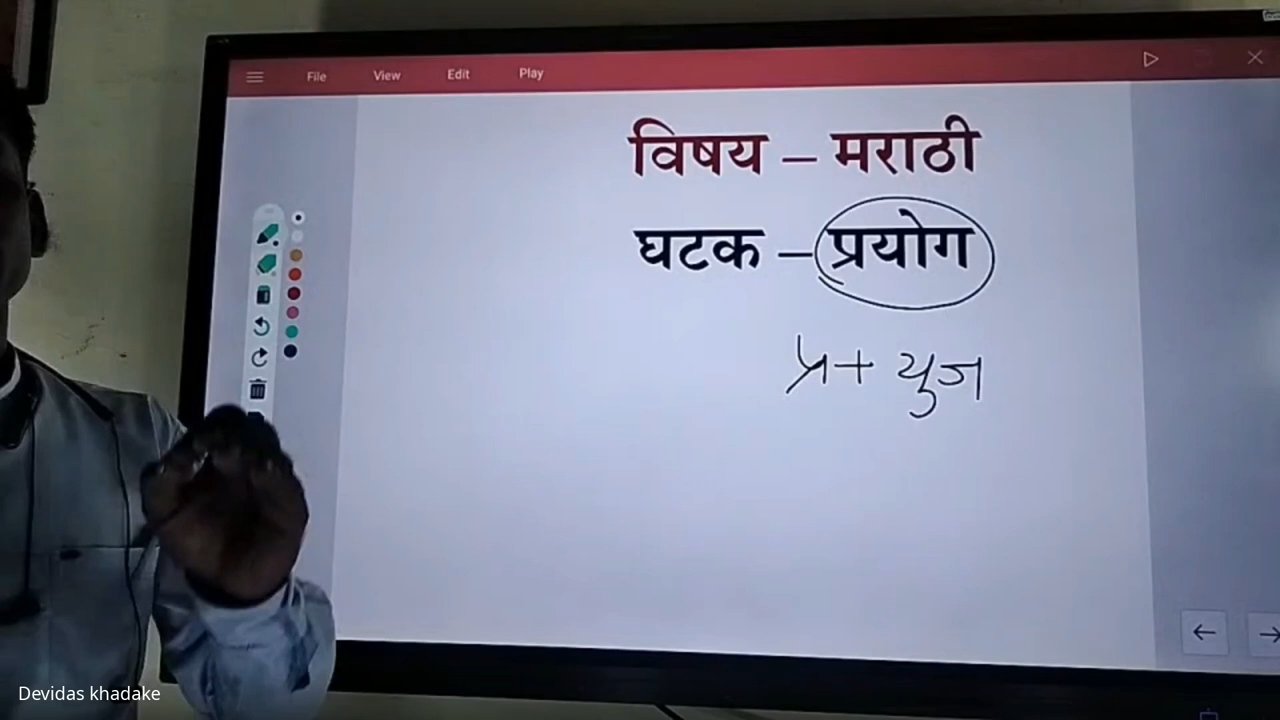 File View Edit Play
विषय – मराठी
घटक – प्रयोग
प्र + युज
Devidas khadake